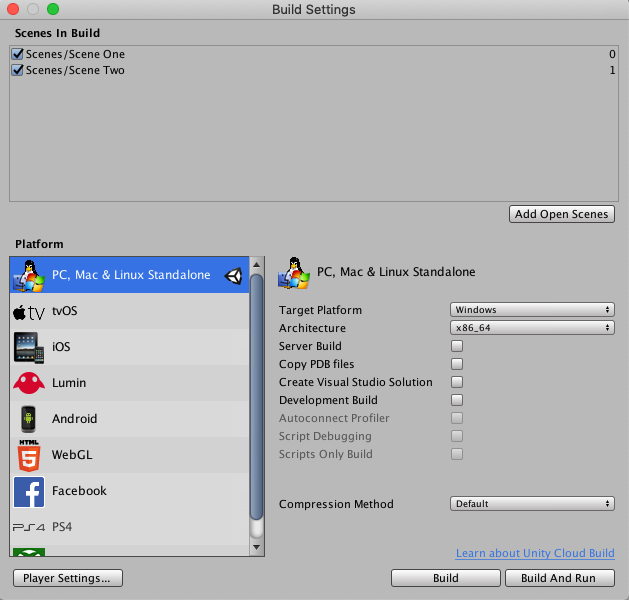 Build Settings
Scenes In Build
Scenes/Scene One 0
Scenes/Scene Two 1
Add Open Scenes
Platform
PC, Mac & Linux Standalone
tv tvOS
iOS
Lumin
Android
HTML 5 WebGL
f Facebook
PS4 PS4
PC, Mac & Linux Standalone
Target Platform Windows
Architecture x86_64
Server Build
Copy PDB files
Create Visual Studio Solution
Development Build
Autoconnect Profiler
Script Debugging
Scripts Only Build
Compression Method Default
Learn about Unity Cloud Build
Player Settings... Build Build And Run